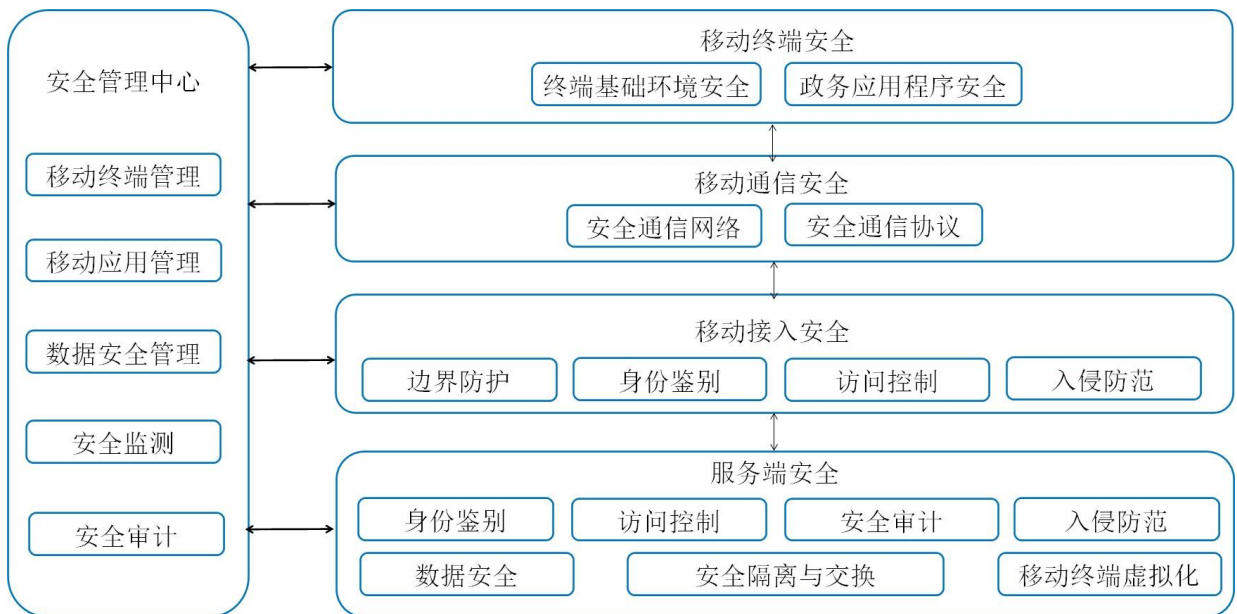 安全管理中心
移动终端管理
移动应用管理
数据安全管理
安全监测
安全审计
移动终端安全
终端基础环境安全
政务应用程序安全
移动通信安全
安全通信网络
安全通信协议
移动接入安全
边界防护
身份鉴别
访问控制
入侵防范
服务端安全
身份鉴别
访问控制
安全审计
入侵防范
数据安全
安全隔离与交换
移动终端虚拟化